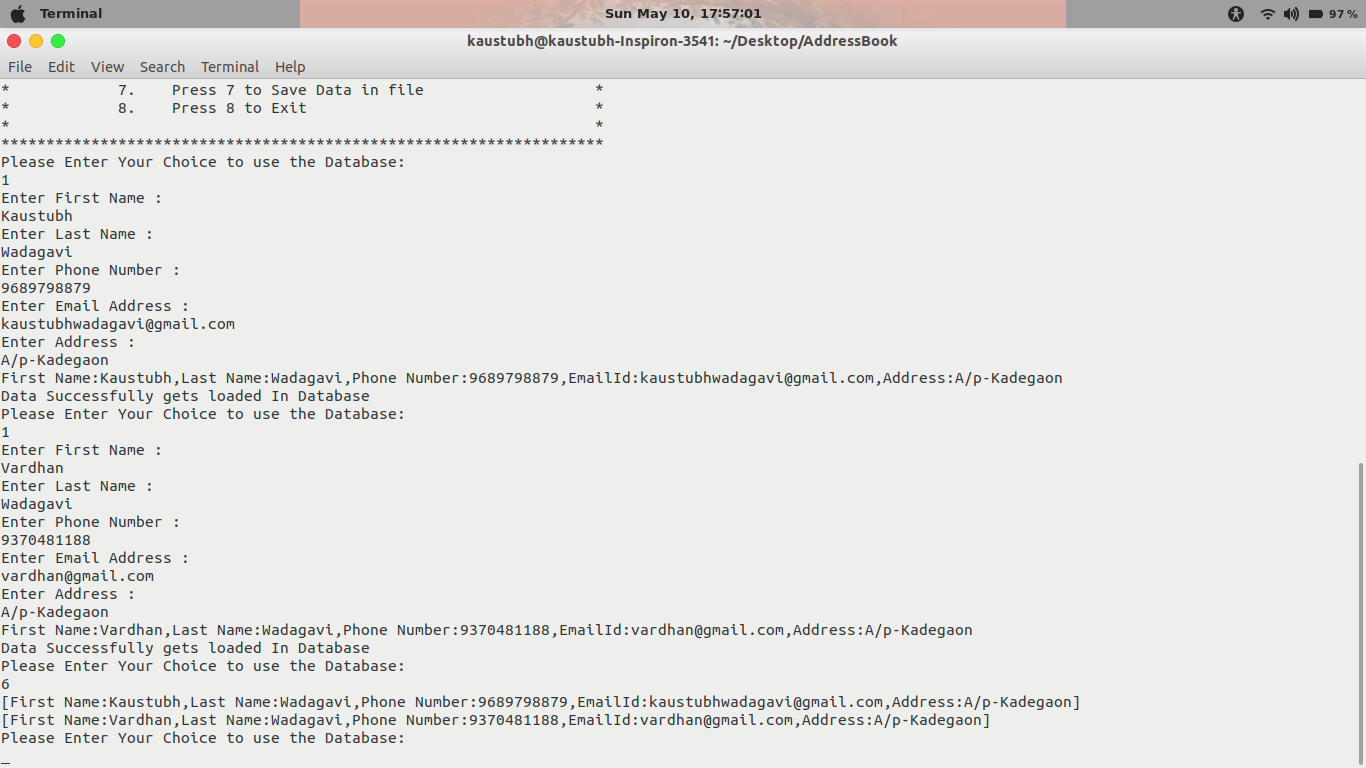 Terminal
Sun May 10, 17:57:01
97%
kaustubh@kaustubh-Inspiron-3541: ~/Desktop/AddressBook
File Edit View Search Terminal Help
* 7. Press 7 to Save Data in file *
* 8. Press 8 to Exit *
* *
*******************************************************************
Please Enter Your Choice to use the Database:
1
Enter First Name :
Kaustubh
Enter Last Name :
Wadagavi
Enter Phone Number :
9689798879
Enter Email Address :
kaustubhwadagavi@gmail.com
Enter Address :
A/p-Kadegaon
First Name:Kaustubh,Last Name:Wadagavi,Phone Number:9689798879,EmailId:kaustubhwadagavi@gmail.com,Address:A/p-Kadegaon
Data Successfully gets loaded In Database
Please Enter Your Choice to use the Database:
1
Enter First Name :
Vardhan
Enter Last Name :
Wadagavi
Enter Phone Number :
9370481188
Enter Email Address :
vardhan@gmail.com
Enter Address :
A/p-Kadegaon
First Name:Vardhan,Last Name:Wadagavi,Phone Number:9370481188,EmailId:vardhan@gmail.com,Address:A/p-Kadegaon
Data Successfully gets loaded In Database
Please Enter Your Choice to use the Database:
6
[First Name:Kaustubh,Last Name:Wadagavi,Phone Number:9689798879,EmailId:kaustubhwadagavi@gmail.com,Address:A/p-Kadegaon]
[First Name:Vardhan,Last Name:Wadagavi,Phone Number:9370481188,EmailId:vardhan@gmail.com,Address:A/p-Kadegaon]
Please Enter Your Choice to use the Database: